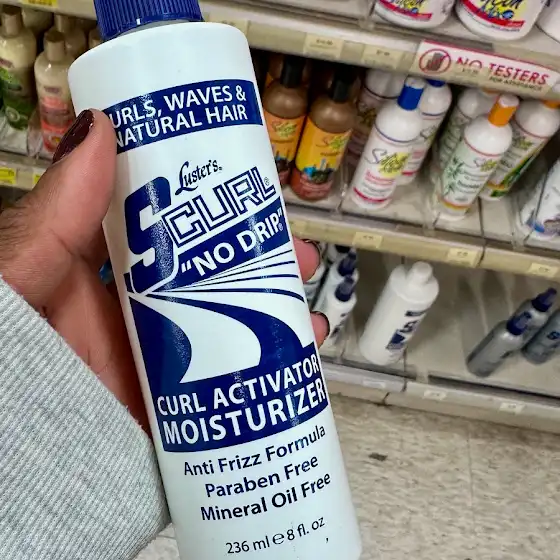 URLS, WAVES &
NATURAL HAIR
Luster's®
SCURL®
"NO DRIP"®
CURL ACTIVATOR
MOISTURIZER
Anti Frizz Formula
Paraben Free
Mineral Oil Free
236 ml e 8 fl. oz
NO TESTERS